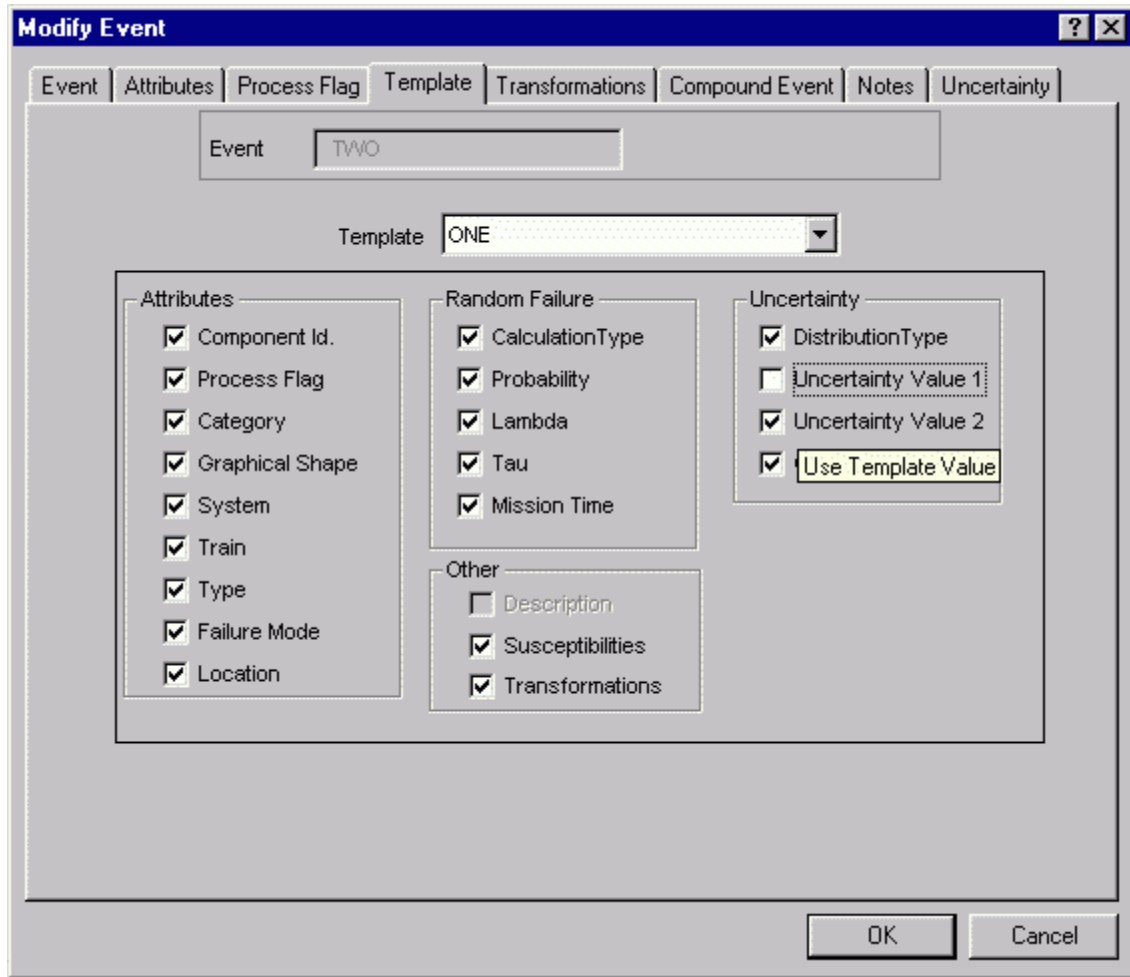 Modify Event
Event Attributes Process Flag Template Transformations Compound Event Notes Uncertainty
Event TWO
Template ONE
Attributes
Component Id.
Process Flag
Category
Graphical Shape
System
Train
Type
Failure Mode
Location
Random Failure
CalculationType
Probability
Lambda
Tau
Mission Time
Other
Description
Susceptibilities
Transformations
Uncertainty
DistributionType
Uncertainty Value 1
Uncertainty Value 2
Use Template Value
OK Cancel